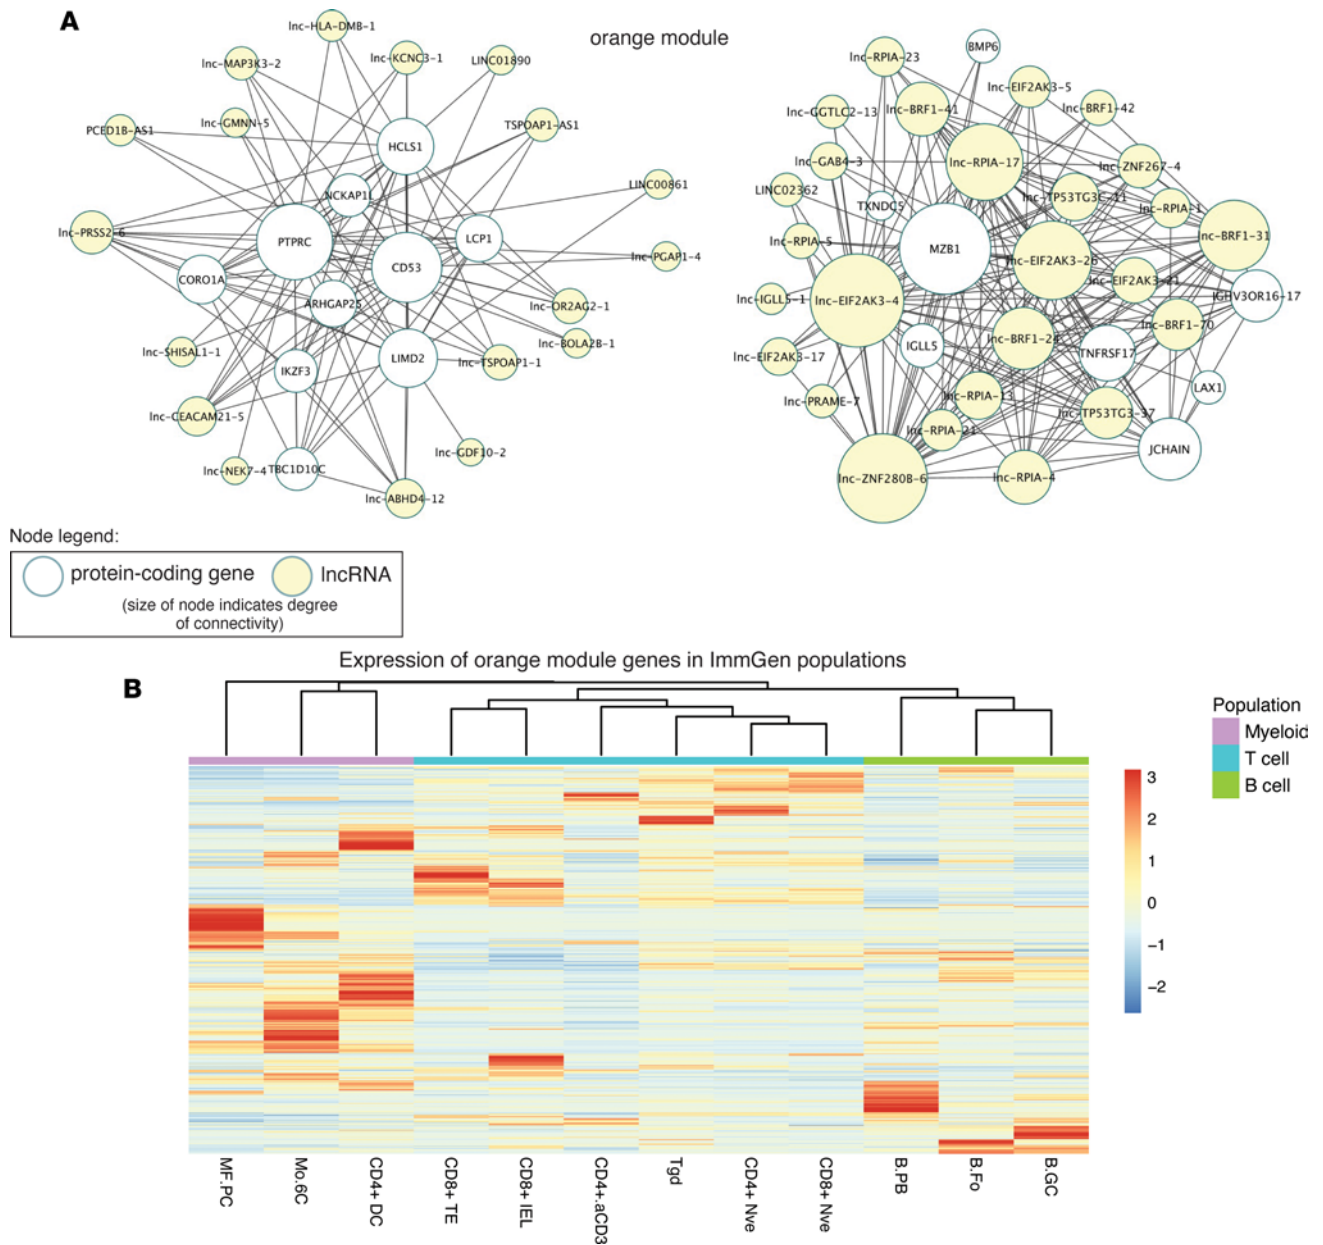 A
orange module
lnc-HLA-DMB-1
lnc-MAP3K3-2
lnc-KCNC3-1
LINC01890
PCED1B-AS1
lnc-GMNN-5
TSPOAP1-AS1
HCLS1
NCKAP1L
LINC00861
lnc-PRSS2-6
PTPRC
LCP1
CD53
lnc-PGAP1-4
CORO1A
ARHGAP25
lnc-OR2AG2-1
lnc-SHISAL1-1
LIMD2
lnc-BOLA2B-1
lnc-TSPOAP1-1
IKZF3
lnc-CEACAM21-5
lnc-GDF10-2
lnc-NEK7-4
TBC1D10C
lnc-ABHD4-12
BMP6
lnc-RPIA-23
lnc-EIF2AK3-5
lnc-GGTLC2-13
lnc-BRF1-41
lnc-BRF1-42
lnc-GAB4-3
lnc-RPIA-17
lnc-ZNF267-4
LINC02362
TXNDC5
lnc-TP53TG3C-11
lnc-RPIA-1
lnc-RPIA-5
MZB1
lnc-BRF1-31
lnc-EIF2AK3-26
lnc-EIF2AK3-21
lnc-IGLL5-1
lnc-EIF2AK3-4
IGHV3OR16-17
lnc-BRF1-70
lnc-EIF2AK3-17
IGLL5
lnc-BRF1-24
TNFRSF17
LAX1
lnc-PRAME-7
lnc-RPIA-13
lnc-TP53TG3-37
lnc-RPIA-21
JCHAIN
lnc-ZNF280B-6
lnc-RPIA-4
Node legend:
protein-coding gene
lncRNA
(size of node indicates degree
of connectivity)
B
Expression of orange module genes in ImmGen populations
Population
Myeloid
T cell
B cell
3
2
1
0
−1
−2
MF.PC
Mo.6C
CD4+ DC
CD8+ TE
CD8+ IEL
CD4+.aCD3
Tgd
CD4+ Nve
CD8+ Nve
B.PB
B.Fo
B.GC